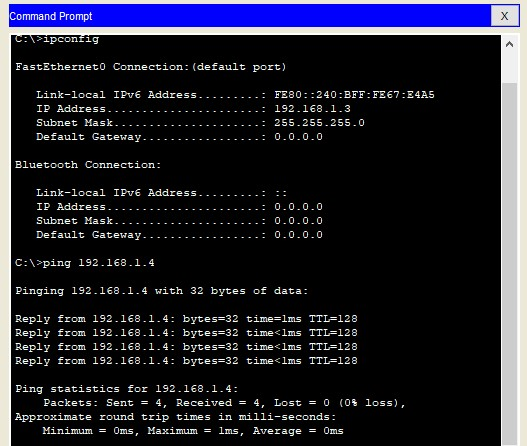 Command Prompt
X
C:\>ipconfig
FastEthernet0 Connection:(default port)
Link-local IPv6 Address.........: FE80::240:BFF:FE67:E4A5
IP Address......................: 192.168.1.3
Subnet Mask.....................: 255.255.255.0
Default Gateway.................: 0.0.0.0
Bluetooth Connection:
Link-local IPv6 Address.........: ::
IP Address......................: 0.0.0.0
Subnet Mask.....................: 0.0.0.0
Default Gateway.................: 0.0.0.0
C:\>ping 192.168.1.4
Pinging 192.168.1.4 with 32 bytes of data:
Reply from 192.168.1.4: bytes=32 time=1ms TTL=128
Reply from 192.168.1.4: bytes=32 time<1ms TTL=128
Reply from 192.168.1.4: bytes=32 time<1ms TTL=128
Reply from 192.168.1.4: bytes=32 time<1ms TTL=128
Ping statistics for 192.168.1.4:
Packets: Sent = 4, Received = 4, Lost = 0 (0% loss),
Approximate round trip times in milli-seconds:
Minimum = 0ms, Maximum = 1ms, Average = 0ms